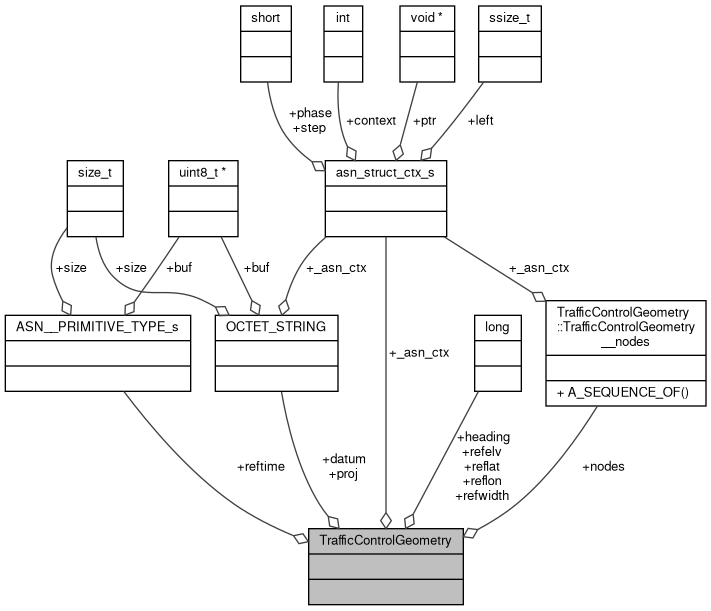 short
int
void *
ssize_t
+phase
+step
+context
+ptr
+left
size_t
uint8_t *
asn_struct_ctx_s
+size
+size
+buf
+buf
+_asn_ctx
+_asn_ctx
ASN__PRIMITIVE_TYPE_s
OCTET_STRING
long
TrafficControlGeometry
::TrafficControlGeometry
__nodes
+ A_SEQUENCE_OF()
+_asn_ctx
+reftime
+datum
+proj
+heading
+refelv
+reflat
+reflon
+refwidth
+nodes
TrafficControlGeometry